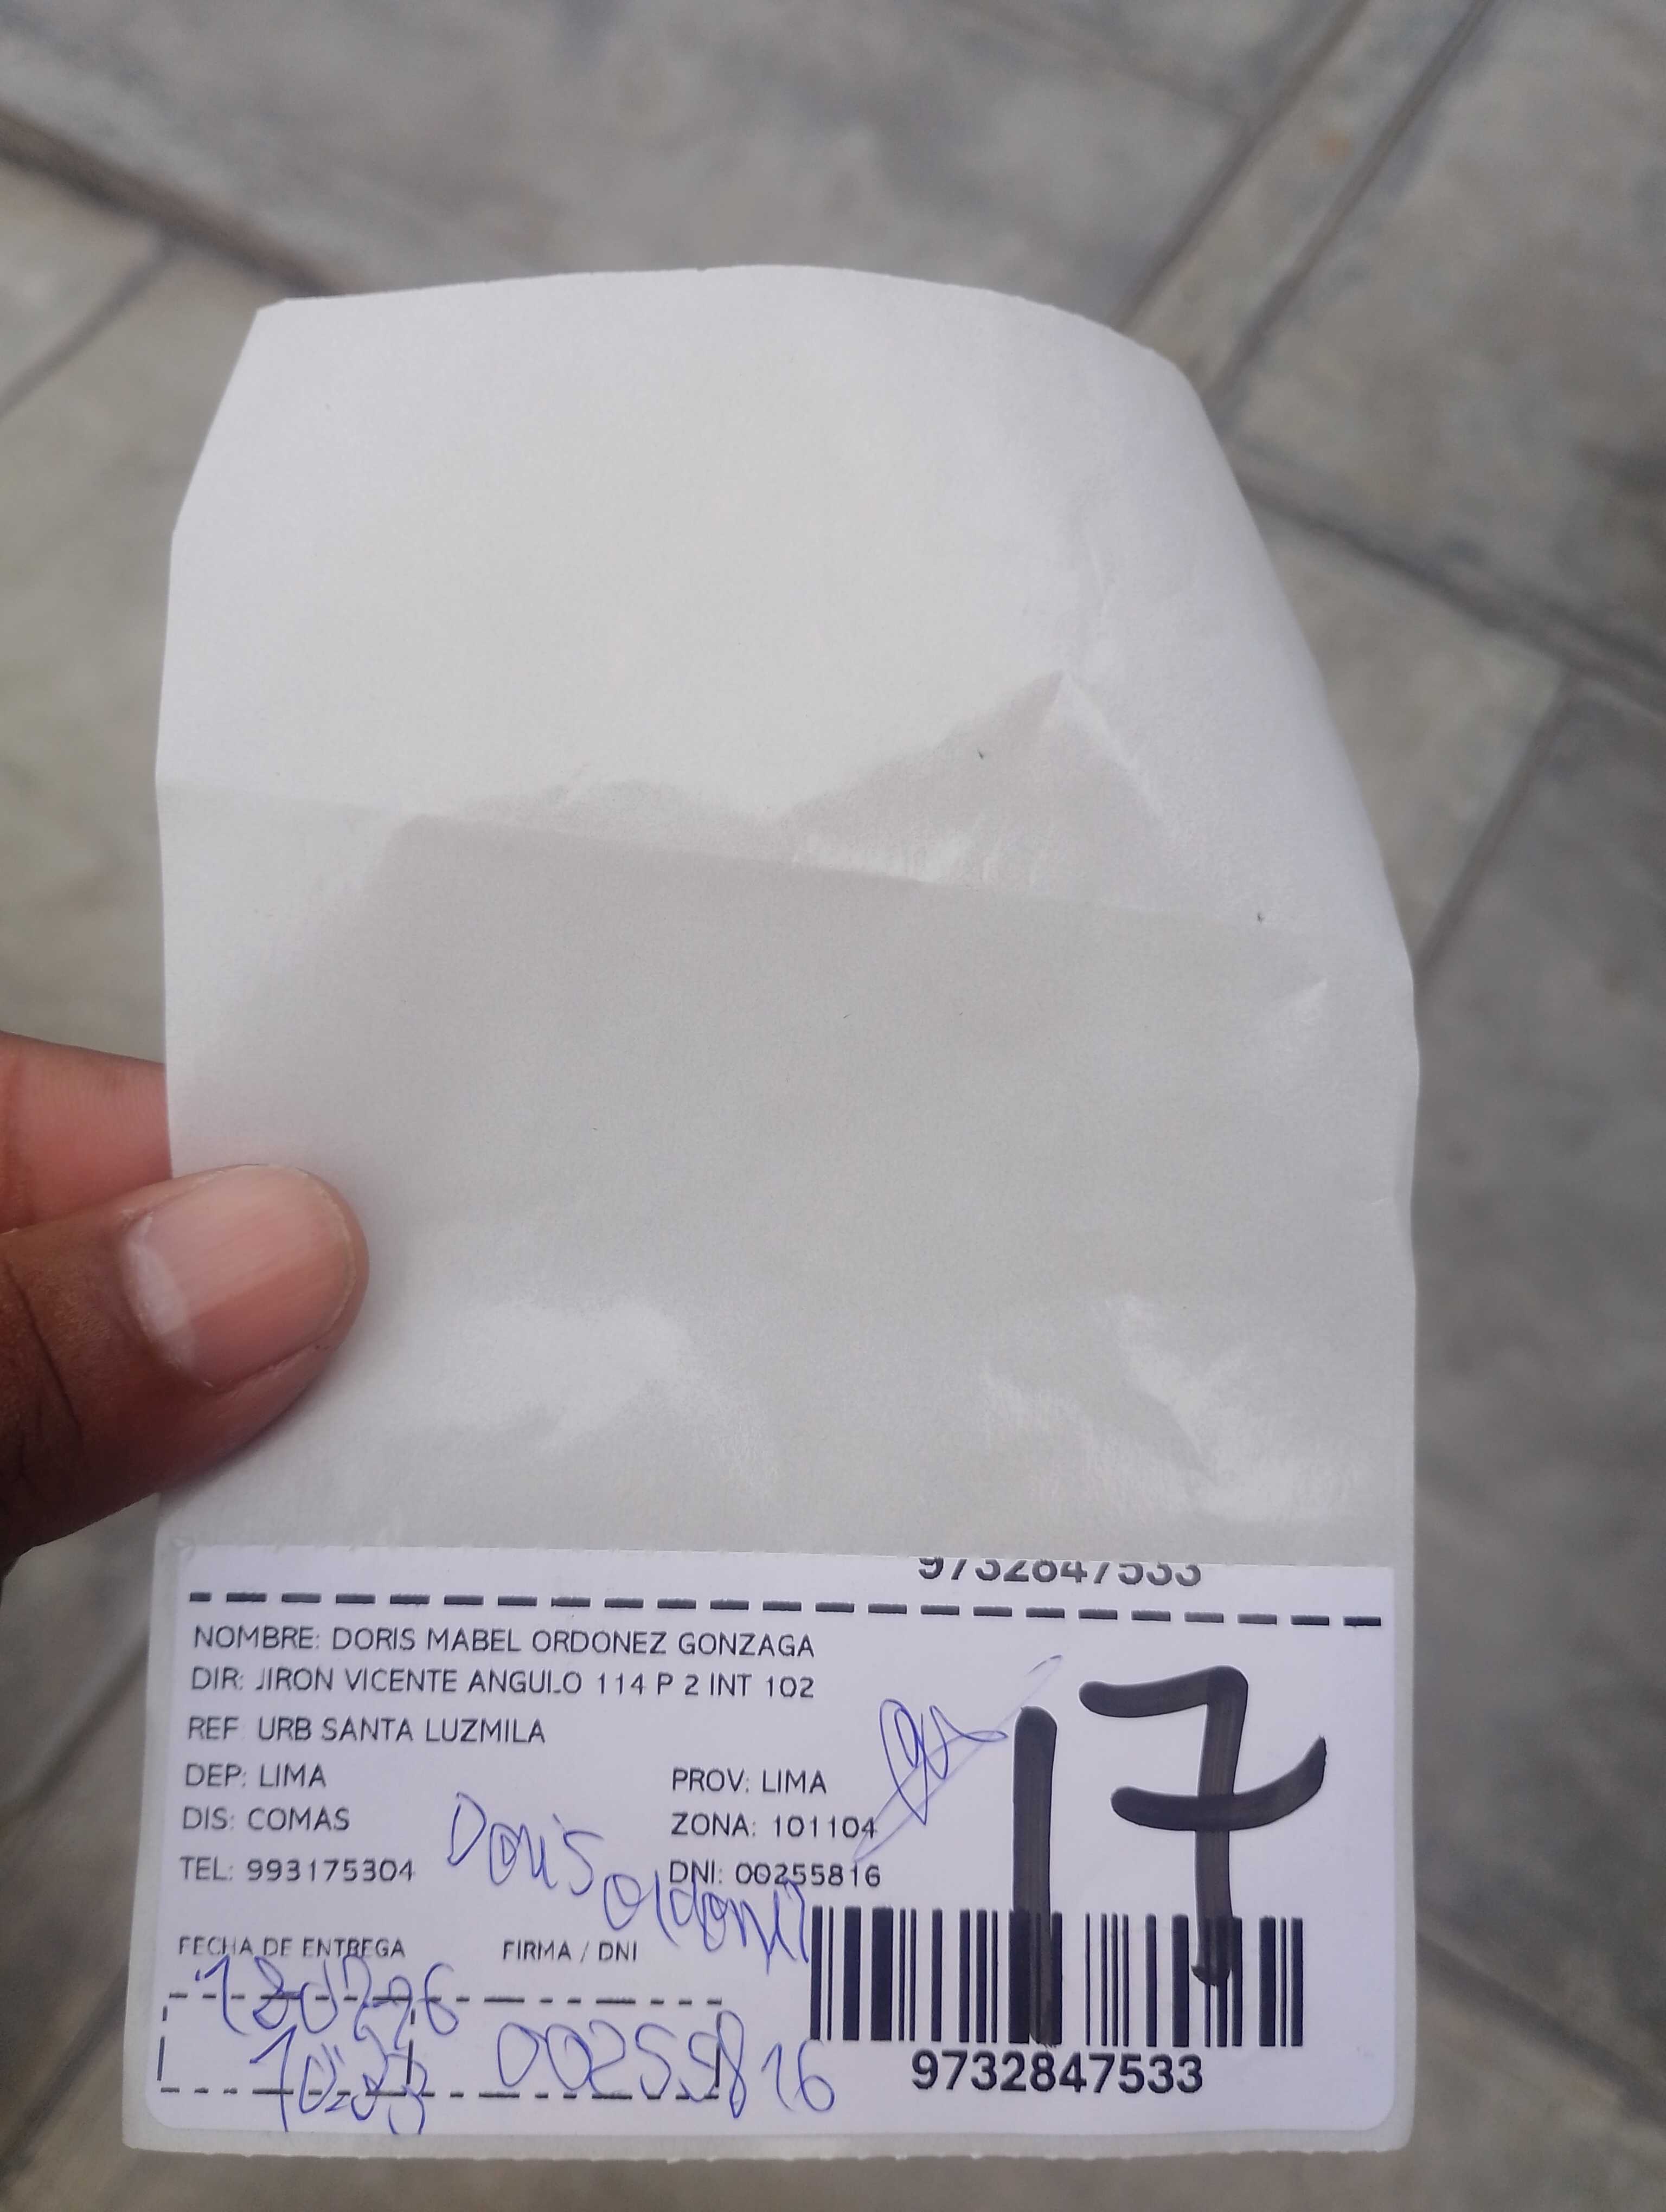 9732847533
NOMBRE: DORIS MABEL ORDONEZ GONZAGA
DIR: JIRON VICENTE ANGULO 114 P 2 INT 102
REF URB SANTA LUZMILA
DEP: LIMA PROV: LIMA
DIS: COMAS ZONA: 101104
TEL: 993175304 DNI: 00255816
17
Doris
FECHA DE ENTREGA FIRMA / DNI
00255816
9732847533